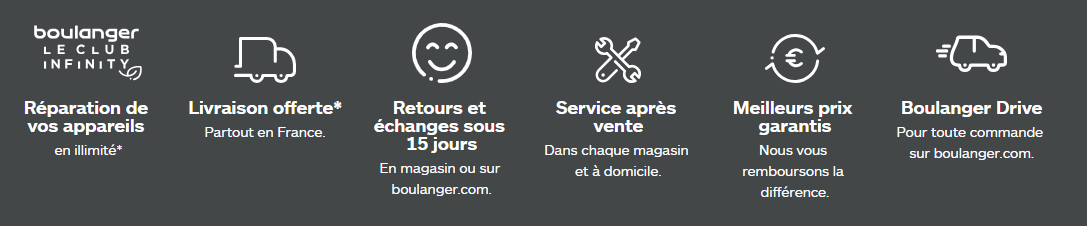 boulanger
LE CLUB
INFINITY
Réparation de
vos appareils
en illimité*
Livraison offerte*
Partout en France.
Retours et
échanges sous
15 jours
En magasin ou sur
boulanger.com.
Service après
vente
Dans chaque magasin
et à domicile.
€
Meilleurs prix
garantis
Nous vous
remboursons la
différence.
Boulanger Drive
Pour toute commande
sur boulanger.com.